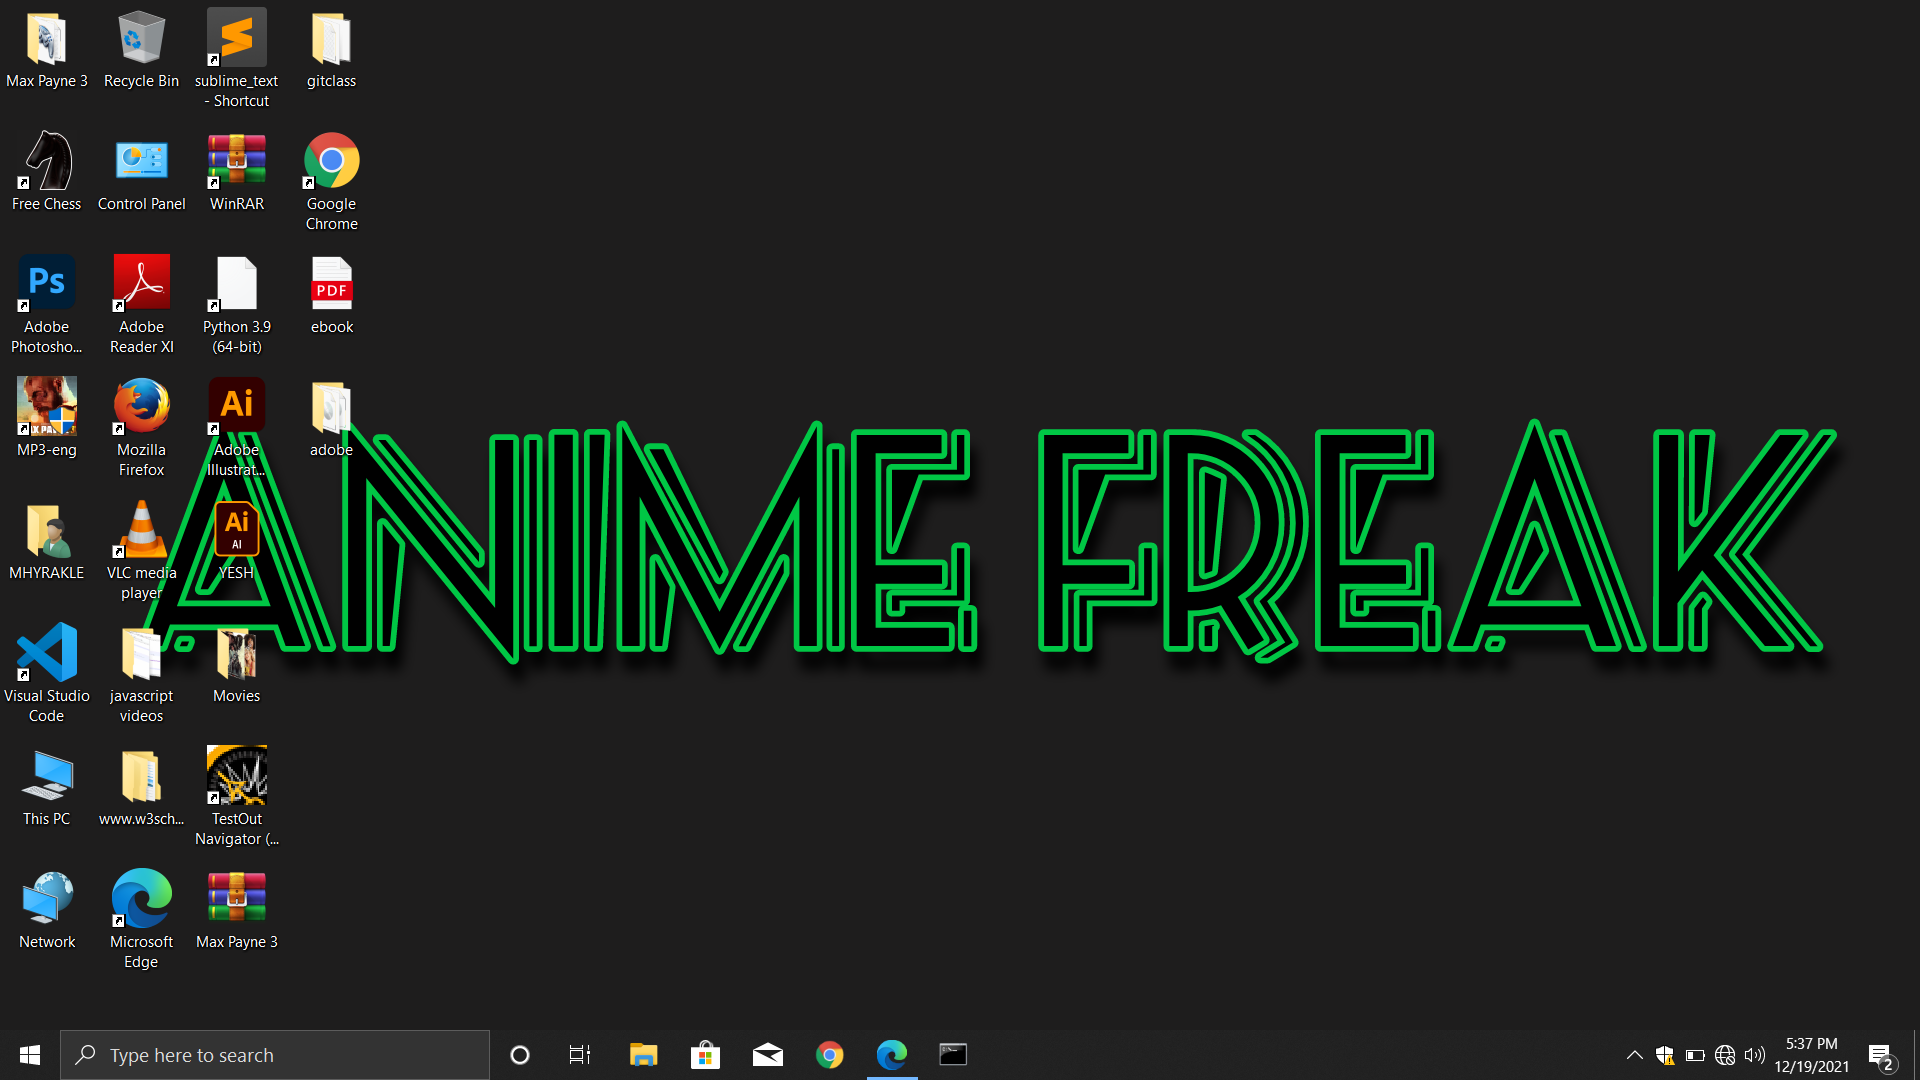 Max Payne 3
Recycle Bin
sublime_text
- Shortcut
gitclass
Free Chess
Control Panel
WinRAR
Google
Chrome
Ps
Adobe
Photosho...
Adobe
Reader XI
Python 3.9
(64-bit)
PDF
ebook
MP3-eng
Mozilla
Firefox
Ai
Adobe
Illustrat...
adobe
ANIME FREAK
MHYRAKLE
VLC media
player
Ai
AI
YESH
Visual Studio
Code
javascript
videos
Movies
This PC
www.w3sch...
TestOut
Navigator (...
Network
Microsoft
Edge
Max Payne 3
Type here to search
5:37 PM
12/19/2021
2